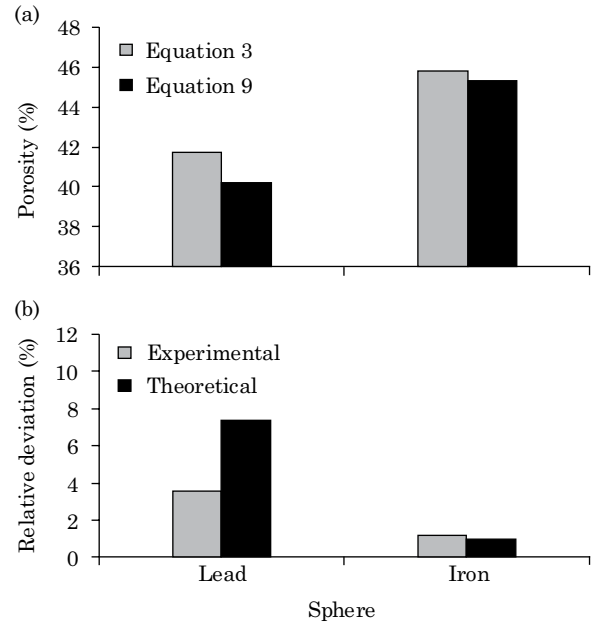 (a)
48
46
44
42
40
38
36
Porosity (%)
Equation 3
Equation 9
(b)
12
10
8
6
4
2
0
Relative deviation (%)
Experimental
Theoretical
Lead
Iron
Sphere